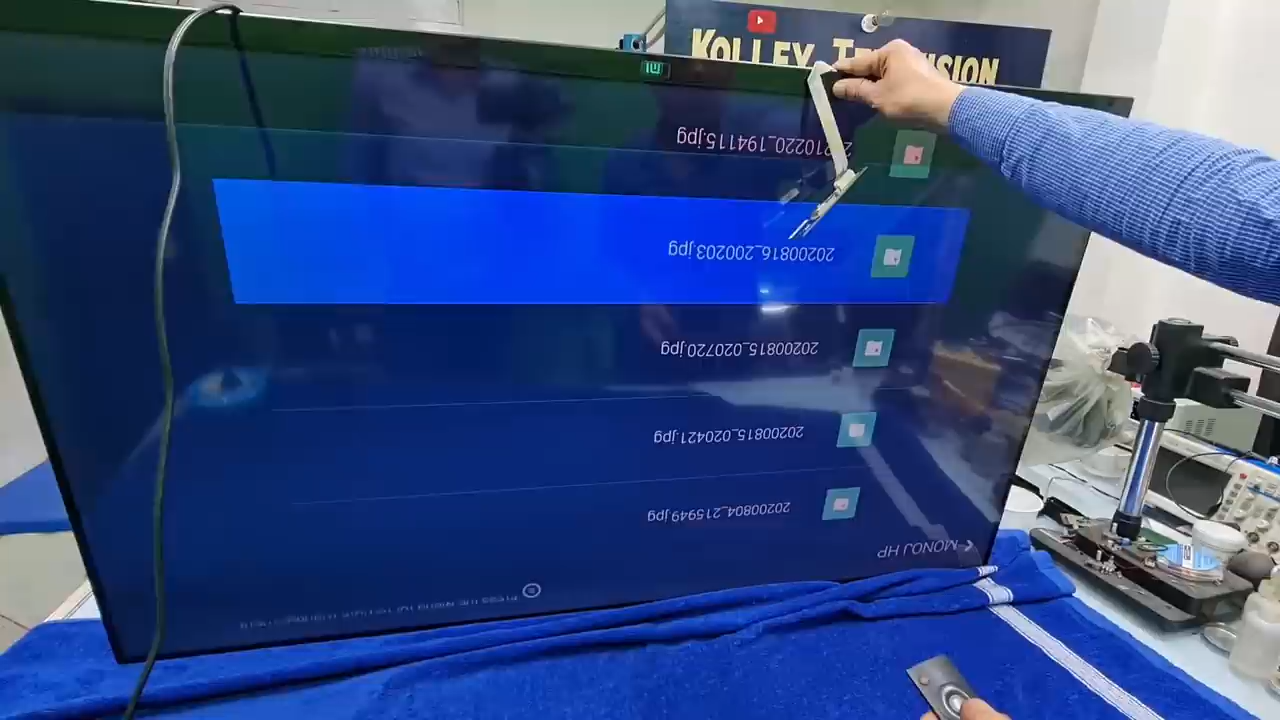 KOLLEY
< MONOJ HP
20200804_215949.jpg
20200815_020421.jpg
20200815_020720.jpg
20200816_200203.jpg
20210220_194115.jpg